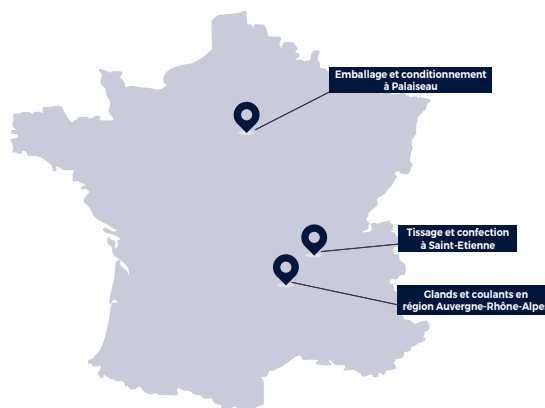 Emballage et conditionnement
à Palaiseau
Tissage et confection
à Saint-Etienne
Glands et coulants en
région Auvergne-Rhône-Alpe